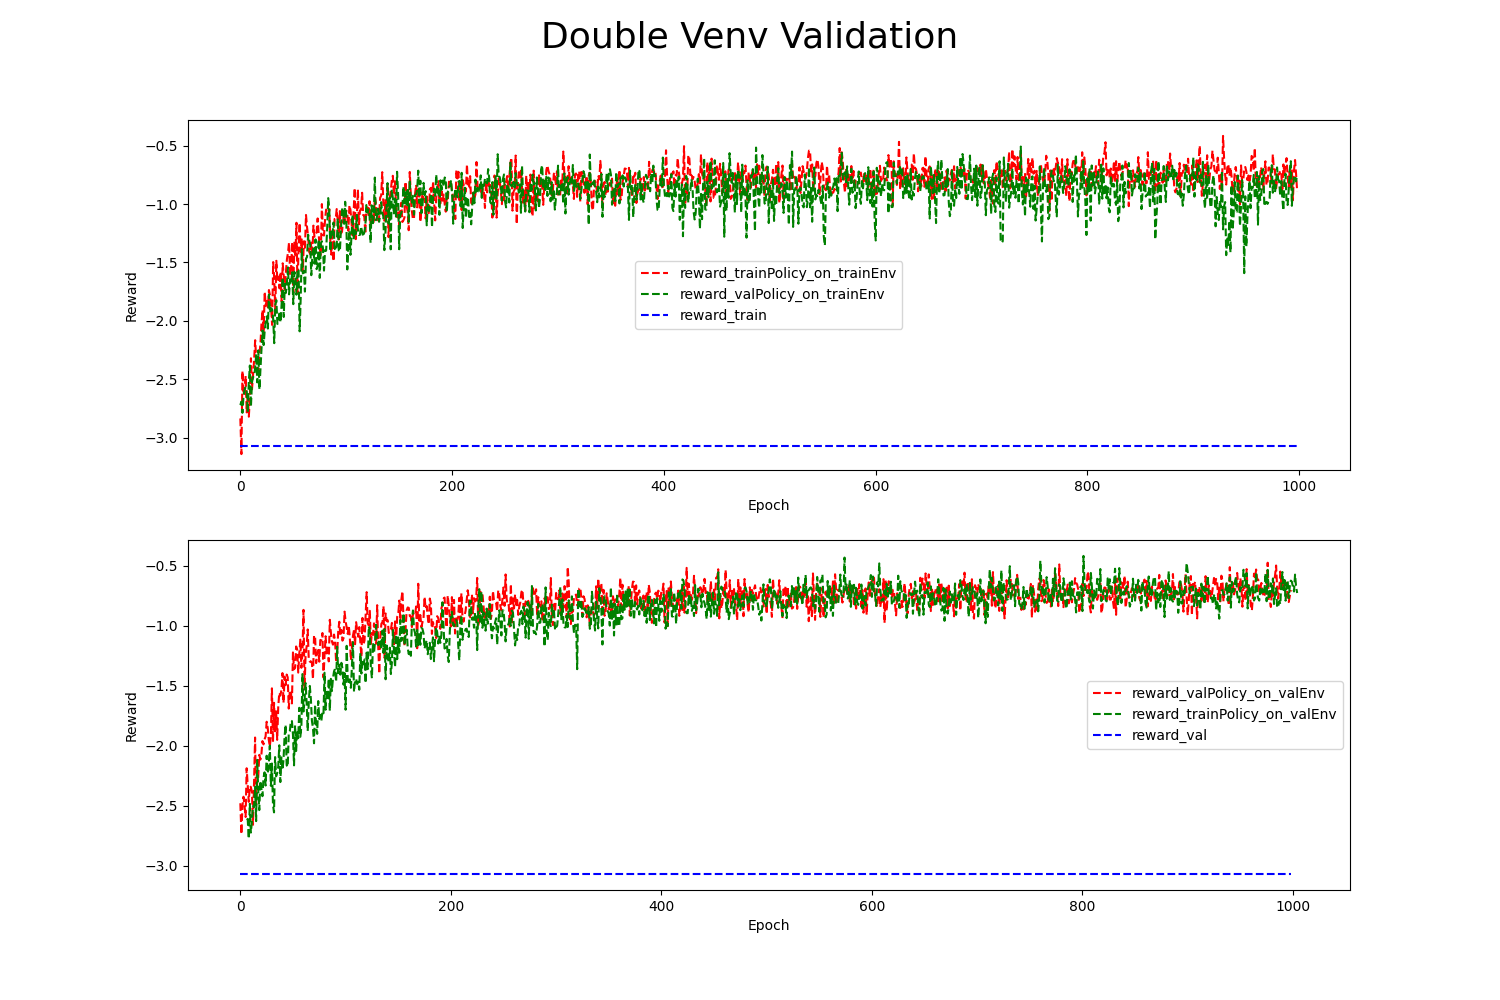 Double Venv Validation
−0.5
−1.0
−1.5
−2.0
−2.5
−3.0
Reward
reward_trainPolicy_on_trainEnv
reward_valPolicy_on_trainEnv
reward_train
0 200 400 600 800 1000
Epoch
−0.5
−1.0
−1.5
−2.0
−2.5
−3.0
Reward
reward_valPolicy_on_valEnv
reward_trainPolicy_on_valEnv
reward_val
0 200 400 600 800 1000
Epoch